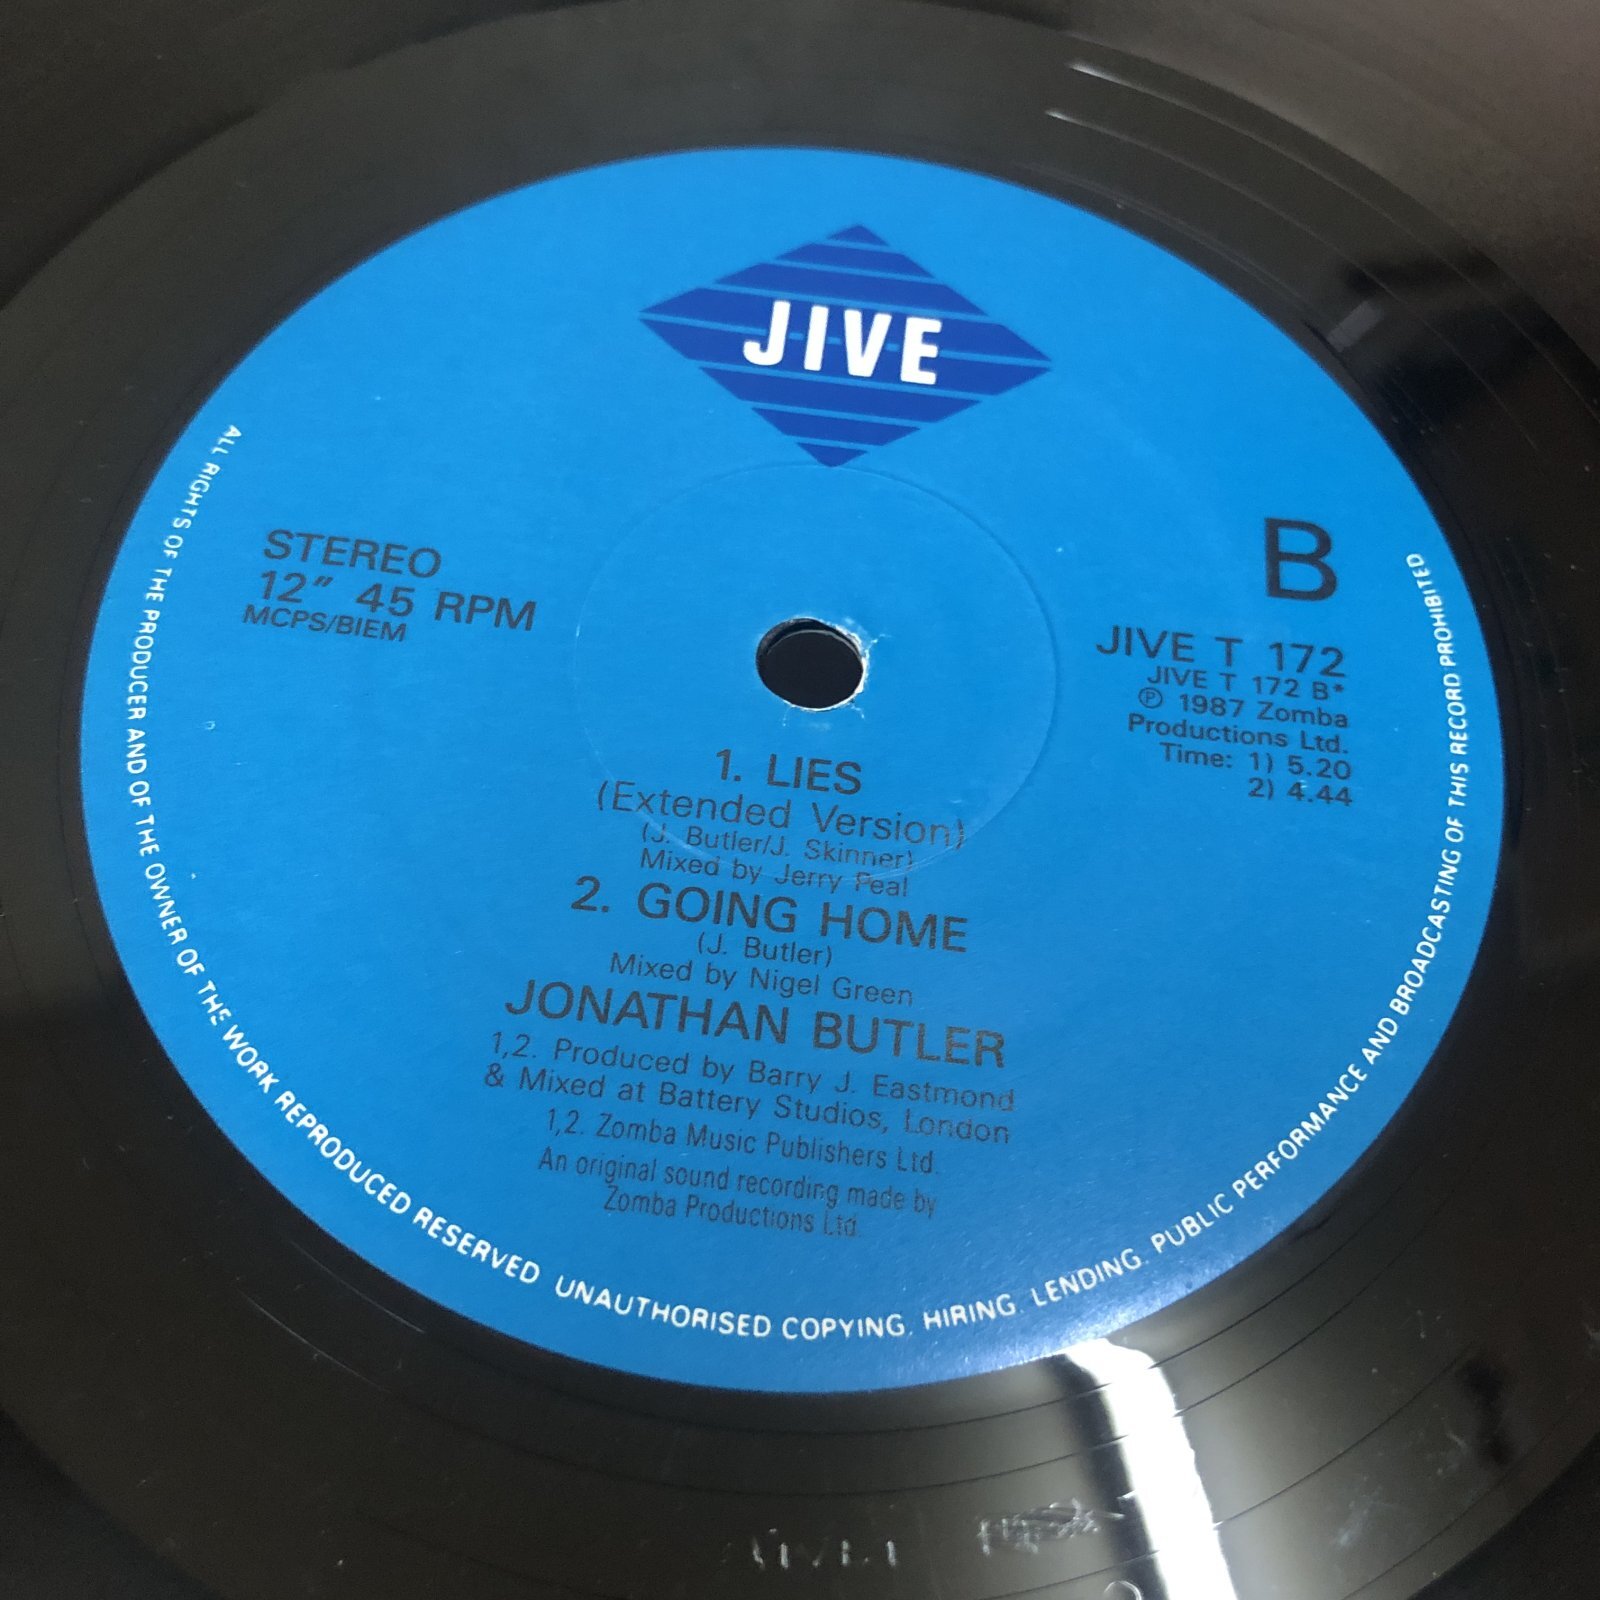 JIVE
STEREO
12" 45 RPM
MCPS/BIEM
B
JIVE T 172
JIVE T 172 B*
℗ 1987 Zomba
Productions Ltd.
Time: 1) 5.20
2) 4.44
1. LIES
(Extended Version)
(J. Butler/J. Skinner)
Mixed by Jerry Peal
2. GOING HOME
(J. Butler)
Mixed by Nigel Green
JONATHAN BUTLER
1,2. Produced by Barry J. Eastmond
& Mixed at Battery Studios, London
1,2. Zomba Music Publishers Ltd.
An original sound recording made by
Zomba Productions Ltd.
ALL RIGHTS OF THE PRODUCER AND OF THE OWNER OF THE WORK REPRODUCED RESERVED UNAUTHORISED COPYING. HIRING. LENDING. PUBLIC PERFORMANCE AND BROADCASTING OF THIS RECORD PROHIBITED